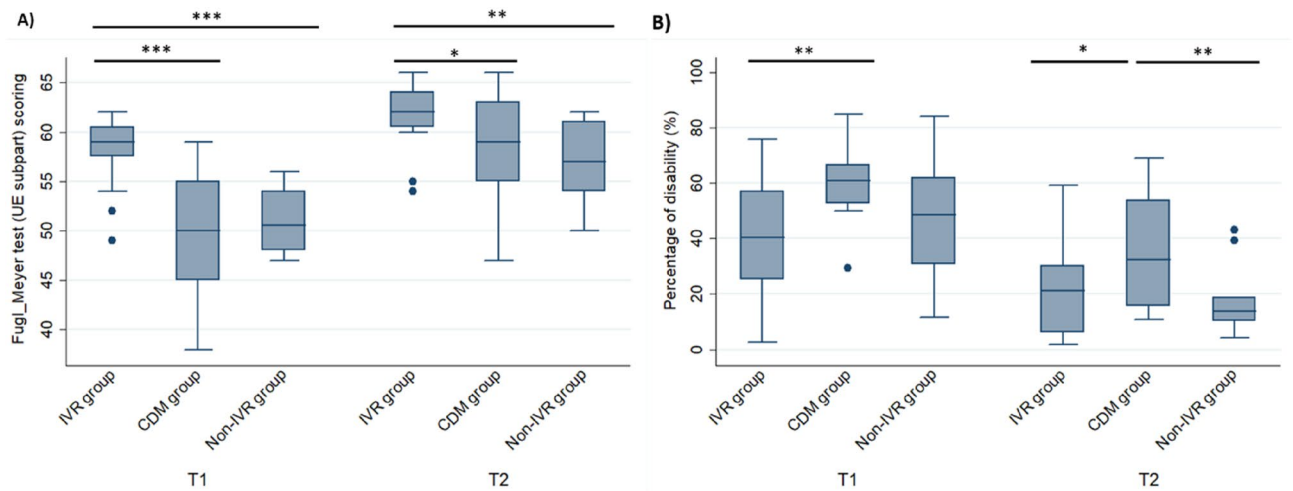 A)
***
**
***
*
Fugl_Meyer test (UE subpart) scoring
65
60
55
50
45
40
IVR group
CDM group
Non-IVR group
IVR group
CDM group
Non-IVR group
T1
T2
B)
**
*
**
Percentage of disability (%)
100
80
60
40
20
0
IVR group
CDM group
Non-IVR group
IVR group
CDM group
Non-IVR group
T1
T2